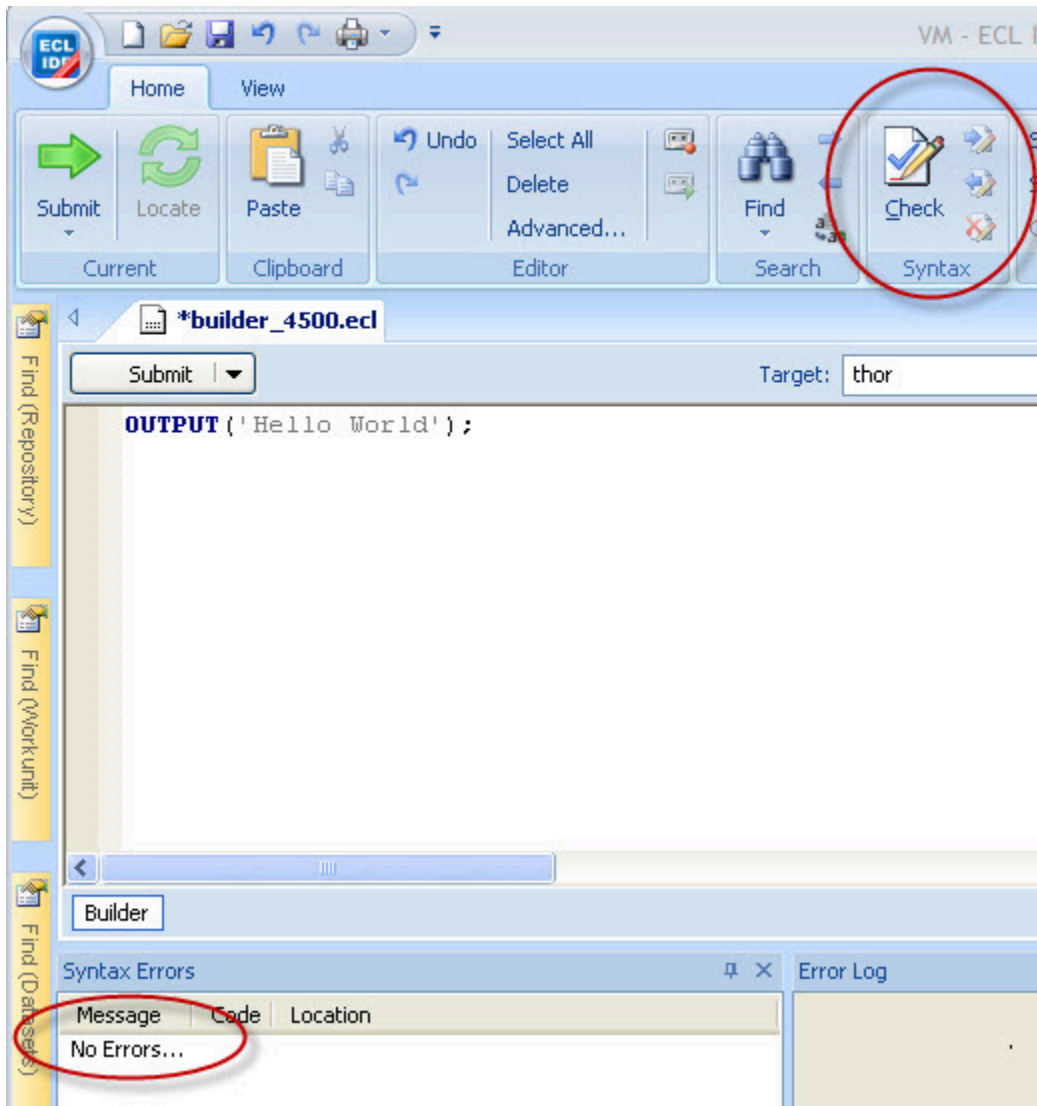 ECL
IDE
VM - ECL I
Home View
Submit Locate Paste Undo Select All Delete Advanced... Find Check
Current Clipboard Editor Search Syntax
*builder_4500.ecl
Submit Target: thor
OUTPUT('Hello World');
Find (Repository)
Find (Workunit)
Find (Datasets)
Builder
Syntax Errors Error Log
Message Code Location
No Errors...